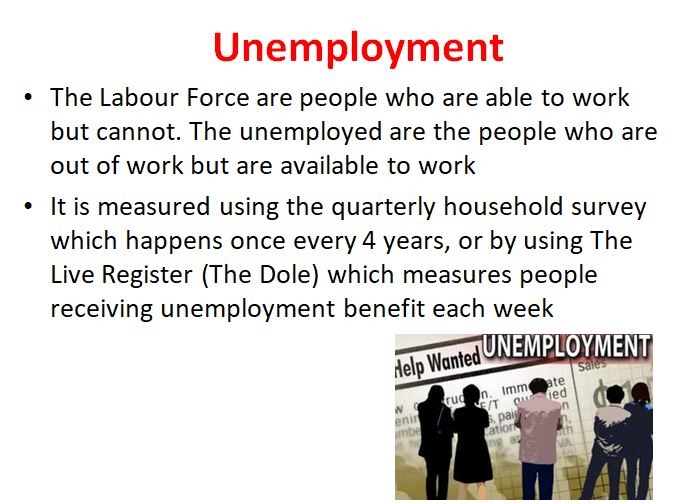 Unemployment
• The Labour Force are people who are able to work
but cannot. The unemployed are the people who are
out of work but are available to work
• It is measured using the quarterly household survey
which happens once every 4 years, or by using The
Live Register (The Dole) which measures people
receiving unemployment benefit each week
UNEMPLOYMENT
Help Wanted
Sales